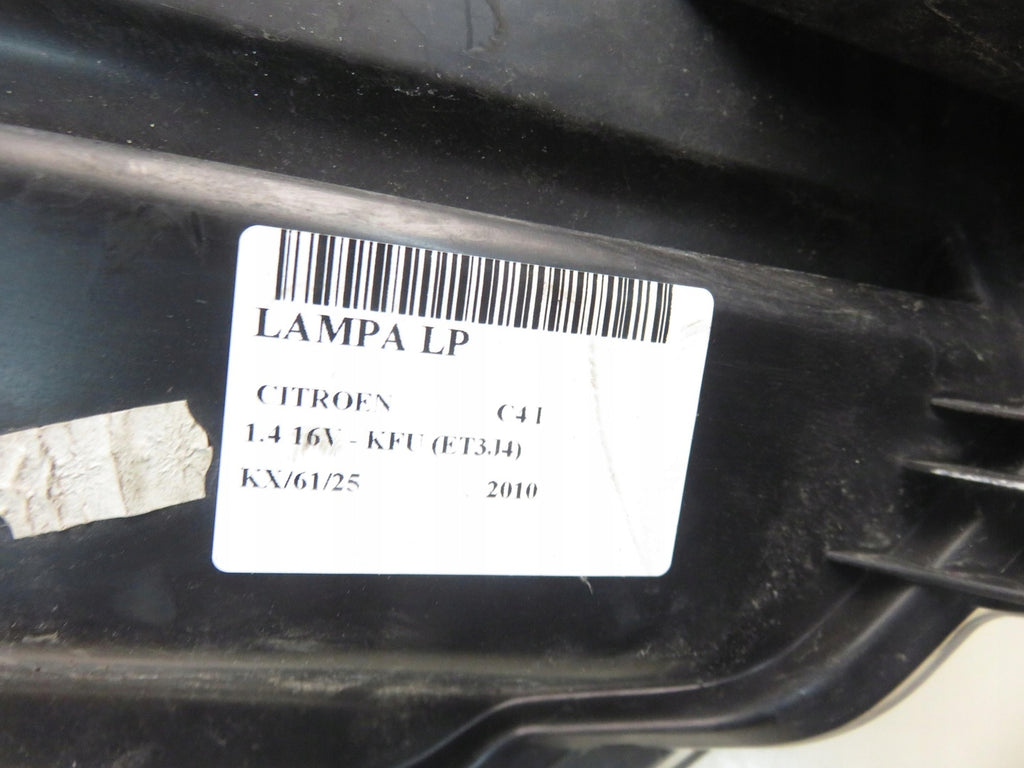 LAMPA LP
CITROEN C4 I
1.4 16V - KFU (ET3J4)
KX/61/25 2010